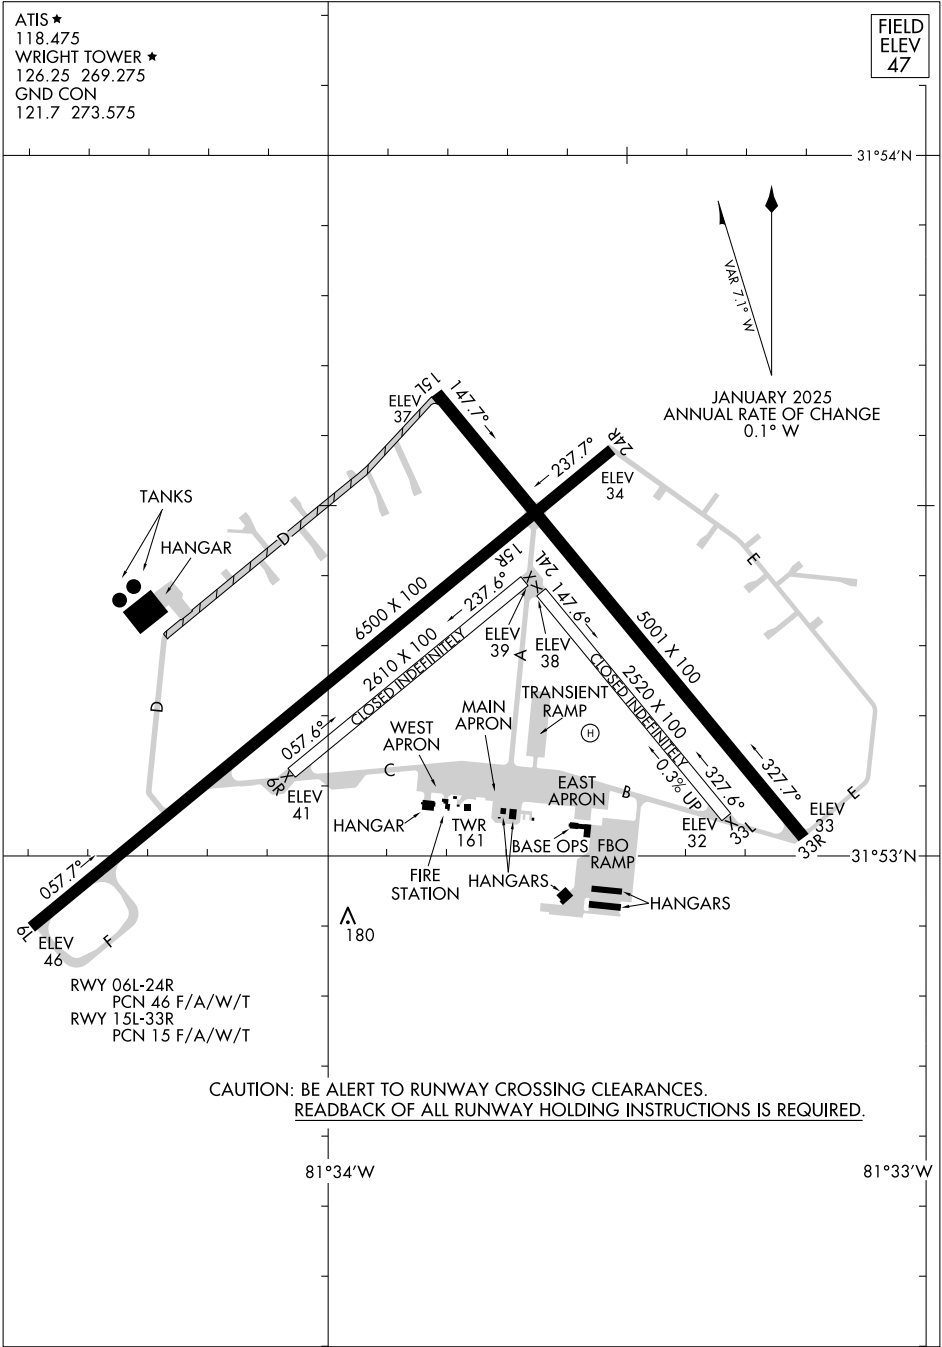 ATIS ★
118.475
WRIGHT TOWER ★
126.25 269.275
GND CON
121.7 273.575
FIELD
ELEV
47
31°54'N
VAR 7.1° W
JANUARY 2025
ANNUAL RATE OF CHANGE
0.1° W
15L
147.7°
ELEV
37
24R
237.7°
ELEV
34
TANKS
HANGAR
D
E
15R
24L
6500 X 100
237.6°
147.6°
ELEV
39
ELEV
38
A
5001 X 100
2610 X 100
CLOSED INDEFINITELY
2520 X 100
CLOSED INDEFINITELY
TRANSIENT
RAMP
H
MAIN
APRON
WEST
APRON
D
057.6°
6R
ELEV
41
C
EAST
APRON
B
0.3% UP
327.6°
327.7°
E
ELEV
33
33R
33L
ELEV
32
HANGAR
TWR
161
BASE OPS
FBO
RAMP
31°53'N
FIRE
STATION
HANGARS
HANGARS
057.7°
6L
ELEV
46
F
180
RWY 06L-24R
PCN 46 F/A/W/T
RWY 15L-33R
PCN 15 F/A/W/T
CAUTION: BE ALERT TO RUNWAY CROSSING CLEARANCES.
READBACK OF ALL RUNWAY HOLDING INSTRUCTIONS IS REQUIRED.
81°34'W
81°33'W